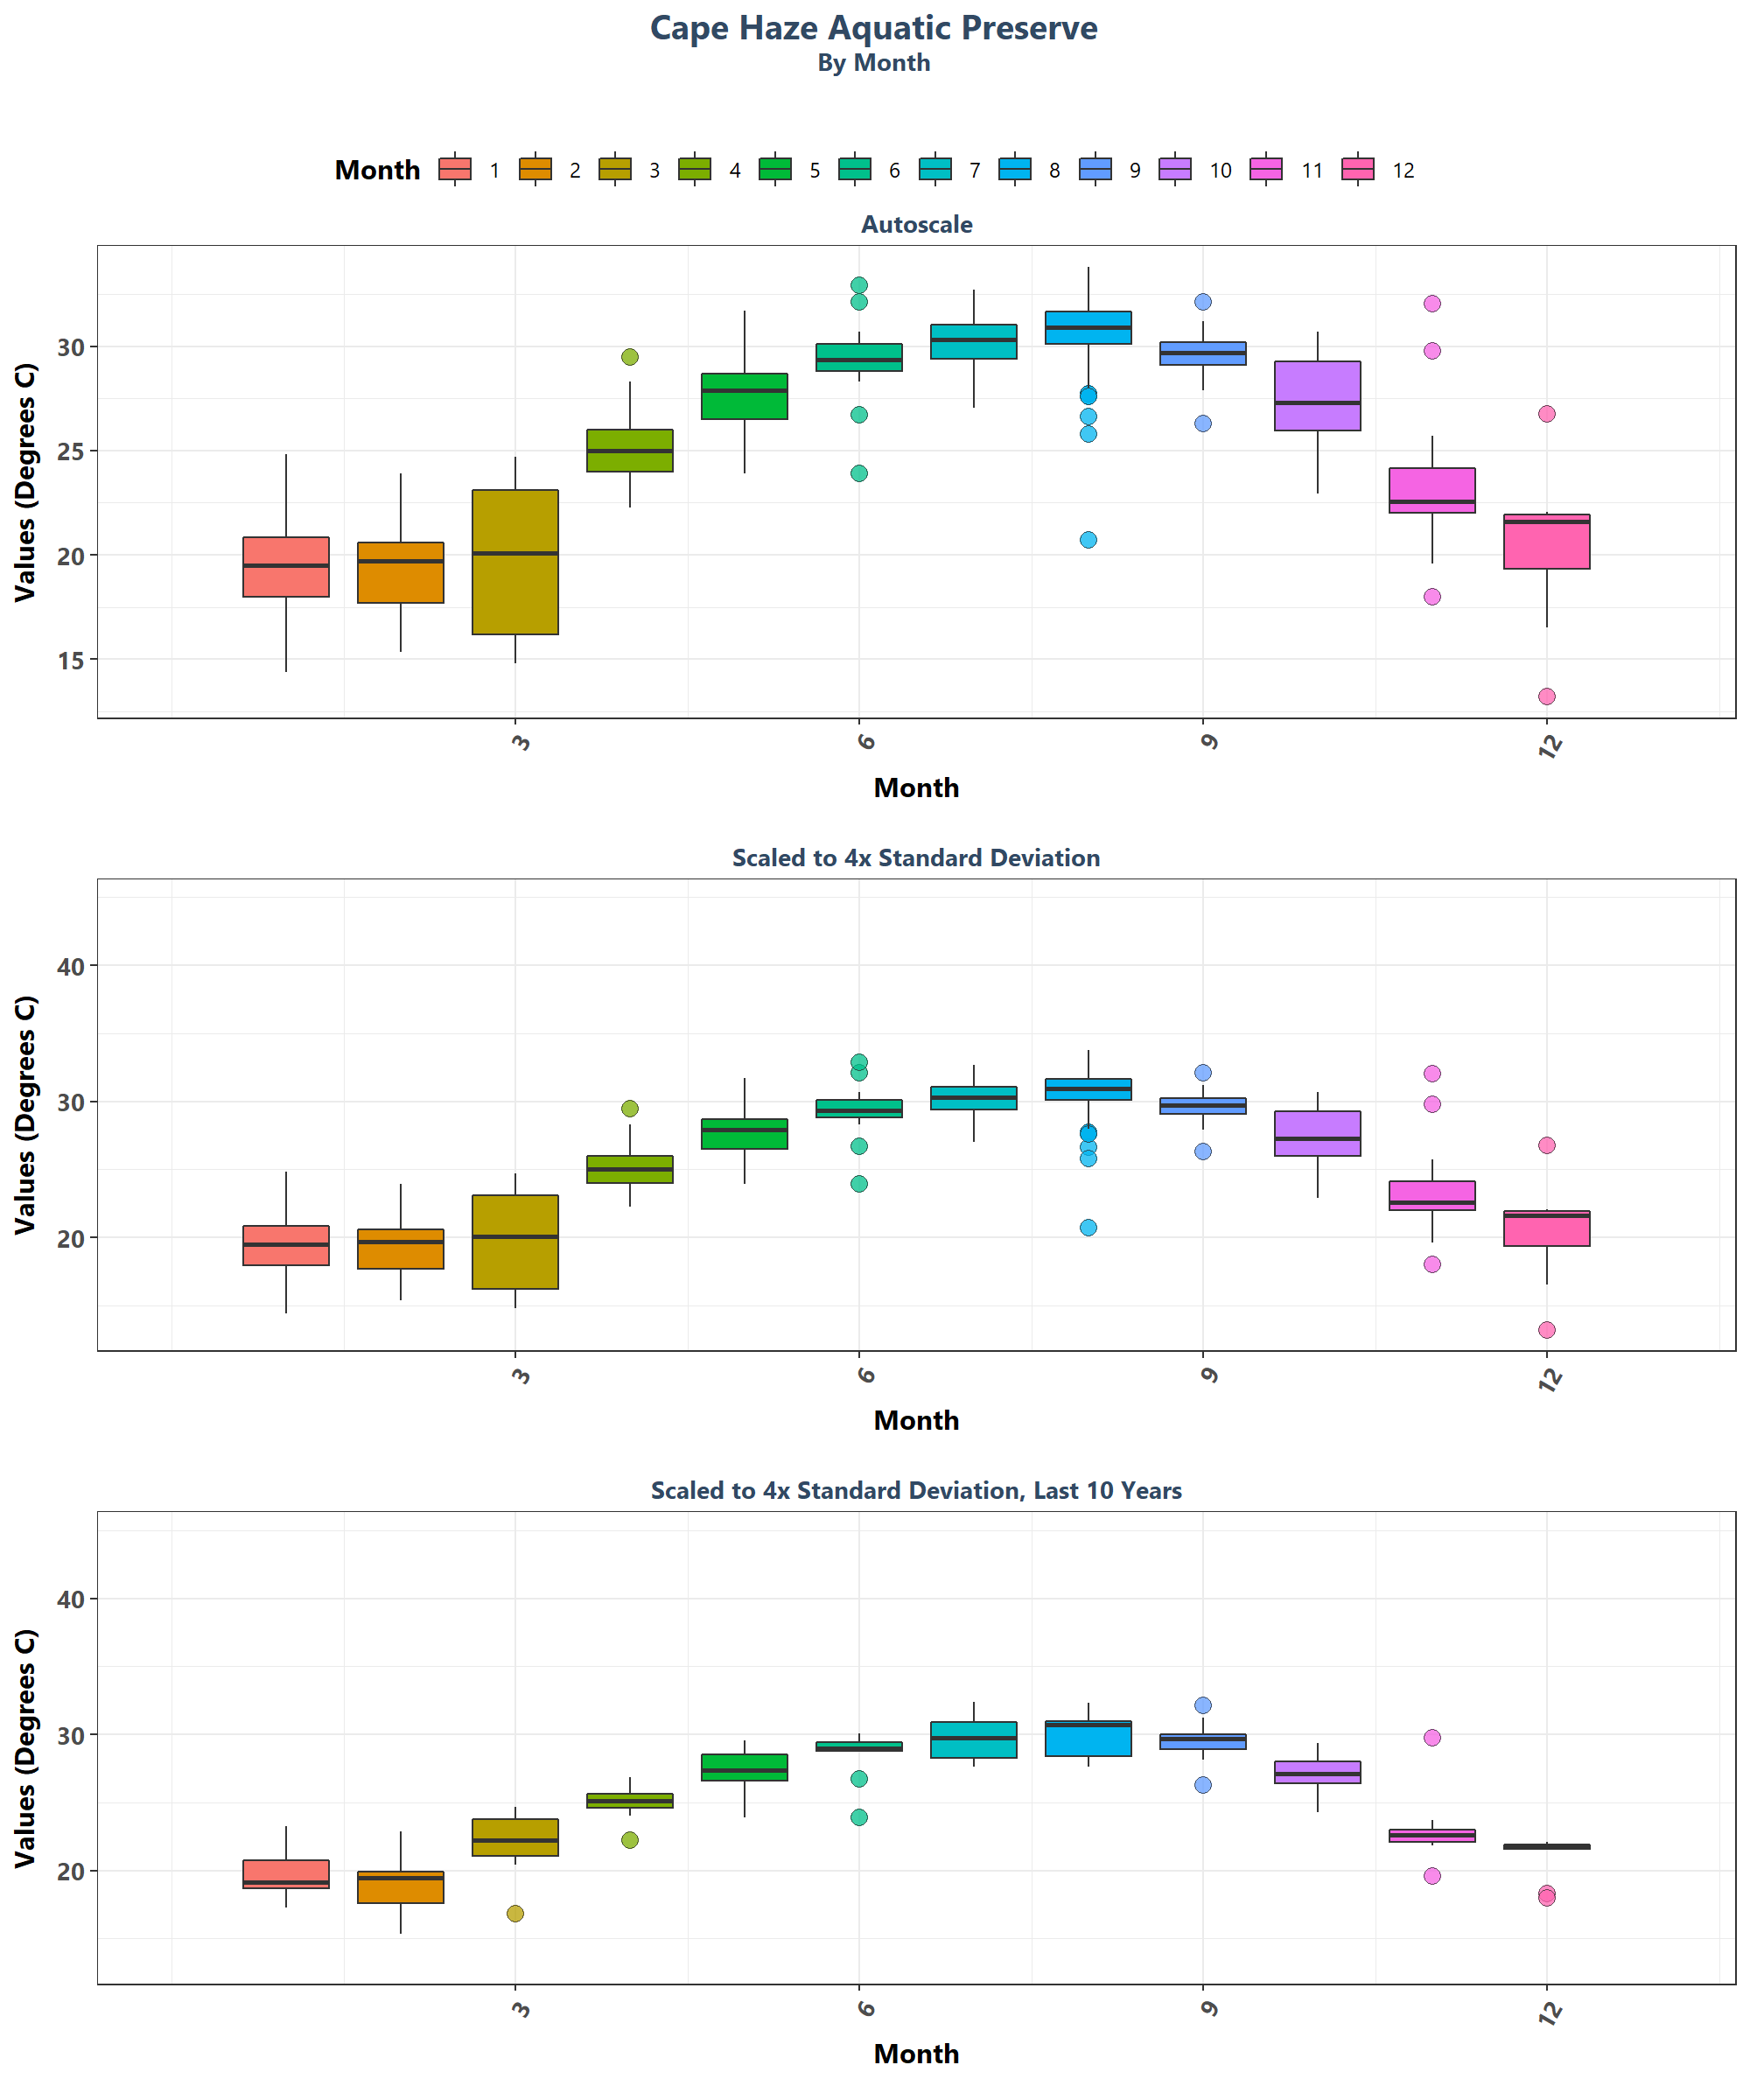 Cape Haze Aquatic Preserve
By Month
Month 1 2 3 4 5 6 7 8 9 10 11 12
Autoscale
Values (Degrees C)
30
25
20
15
3 6 9 12
Month
Scaled to 4x Standard Deviation
Values (Degrees C)
40
30
20
3 6 9 12
Month
Scaled to 4x Standard Deviation, Last 10 Years
Values (Degrees C)
40
30
20
3 6 9 12
Month